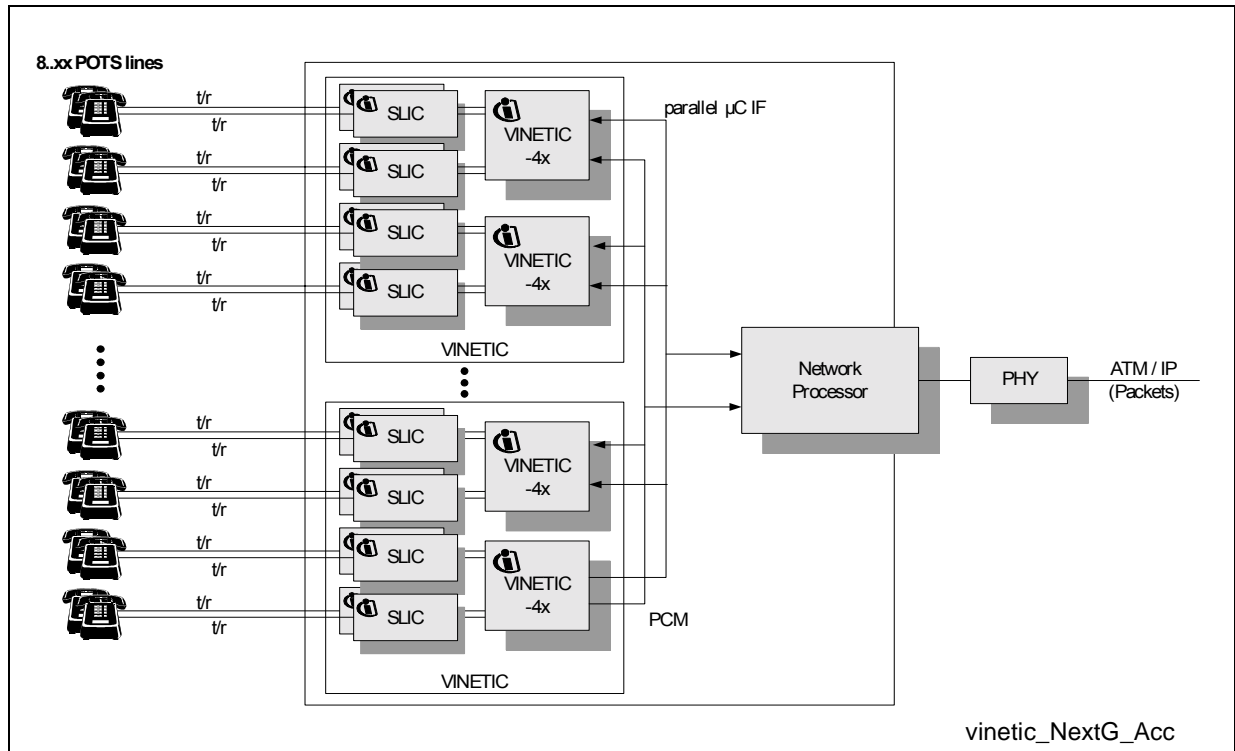 8..xx POTS lines
t/r
t/r
SLIC
VINETIC
-4x
parallel µC IF
t/r
t/r
SLIC
t/r
t/r
SLIC
VINETIC
-4x
t/r
t/r
SLIC
VINETIC
Network
Processor
PHY
ATM / IP
(Packets)
t/r
t/r
SLIC
VINETIC
-4x
t/r
t/r
SLIC
t/r
t/r
SLIC
VINETIC
-4x
t/r
t/r
SLIC
PCM
VINETIC
vinetic_NextG_Acc